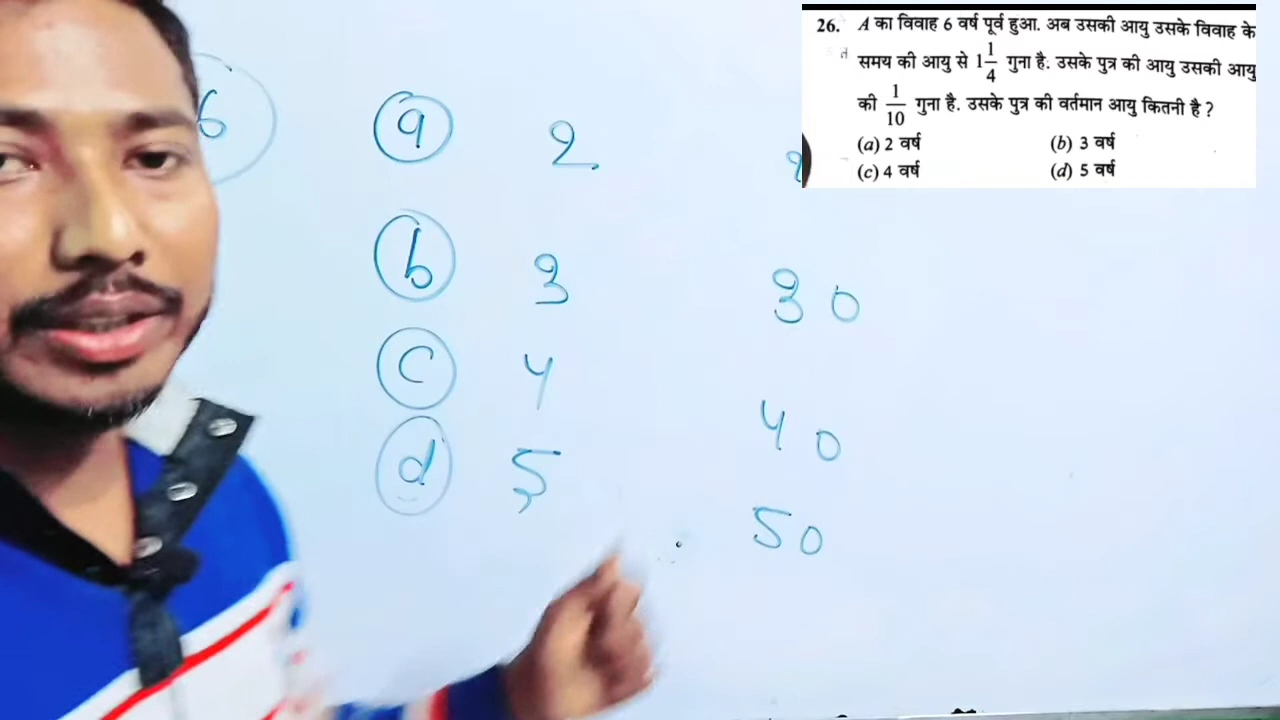 26. A का विवाह 6 वर्ष पूर्व हुआ. अब उसकी आयु उसके विवाह के
समय की आयु से 1 1/4 गुना है. उसके पुत्र की आयु उसकी आयु
की 1/10 गुना है. उसके पुत्र की वर्तमान आयु कितनी है ?
(a) 2 वर्ष (b) 3 वर्ष
(c) 4 वर्ष (d) 5 वर्ष
6 a 2 2
b 3 30
c 4 40
d 5 50